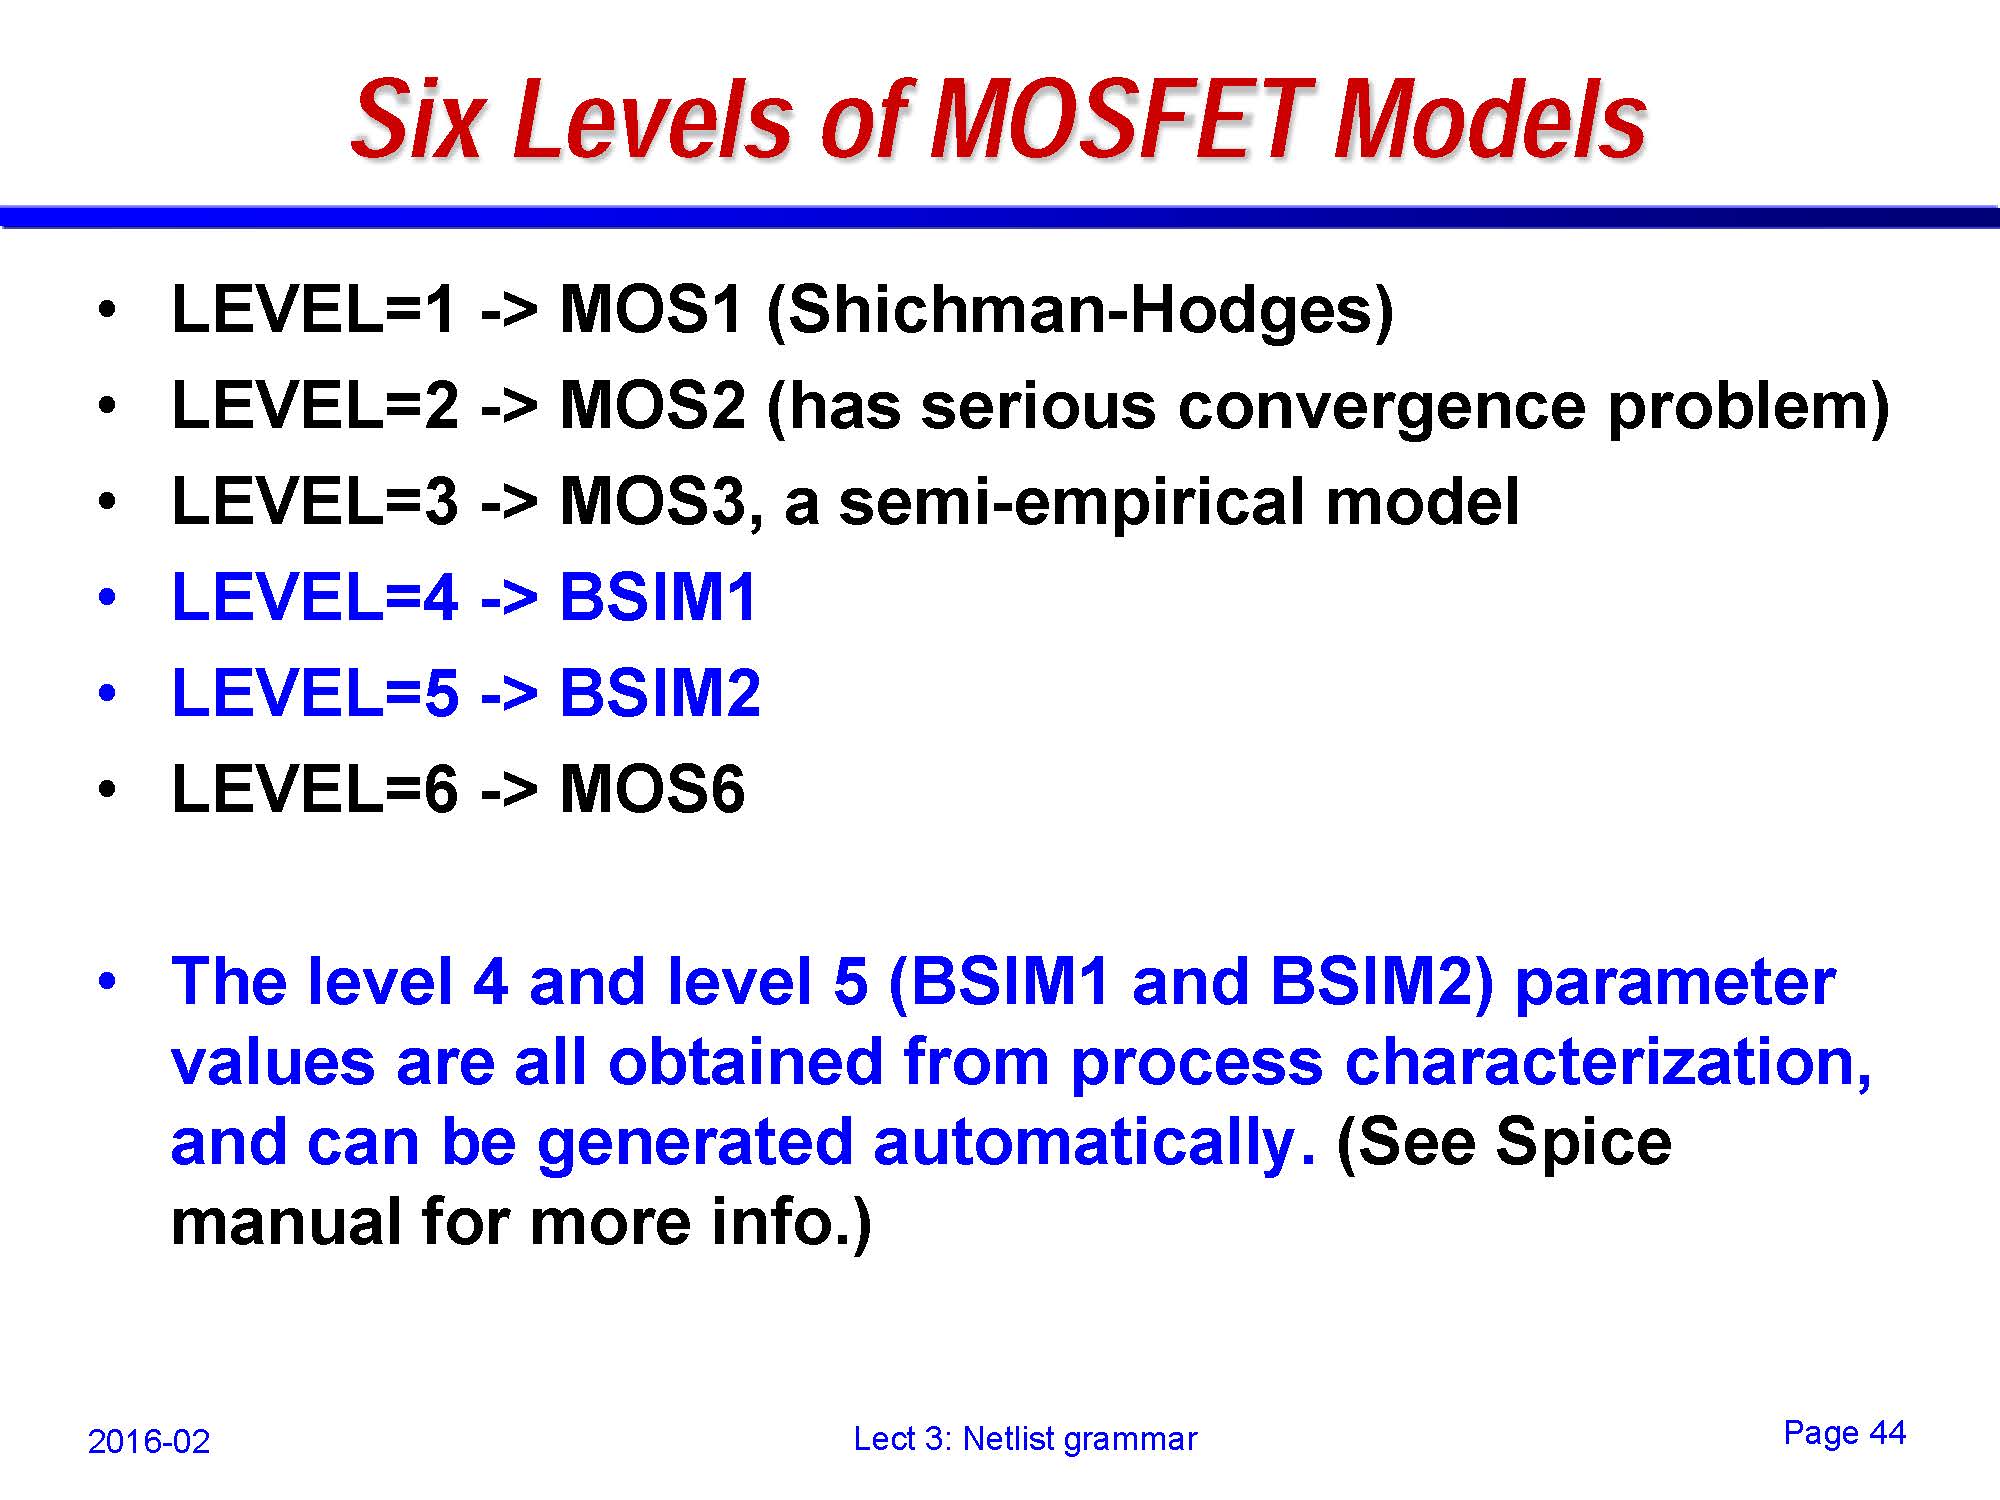 Six Levels of MOSFET Models
• LEVEL=1 -> MOS1 (Shichman-Hodges)
• LEVEL=2 -> MOS2 (has serious convergence problem)
• LEVEL=3 -> MOS3, a semi-empirical model
• LEVEL=4 -> BSIM1
• LEVEL=5 -> BSIM2
• LEVEL=6 -> MOS6
• The level 4 and level 5 (BSIM1 and BSIM2) parameter
values are all obtained from process characterization,
and can be generated automatically. (See Spice
manual for more info.)
2016-02
Lect 3: Netlist grammar
Page 44